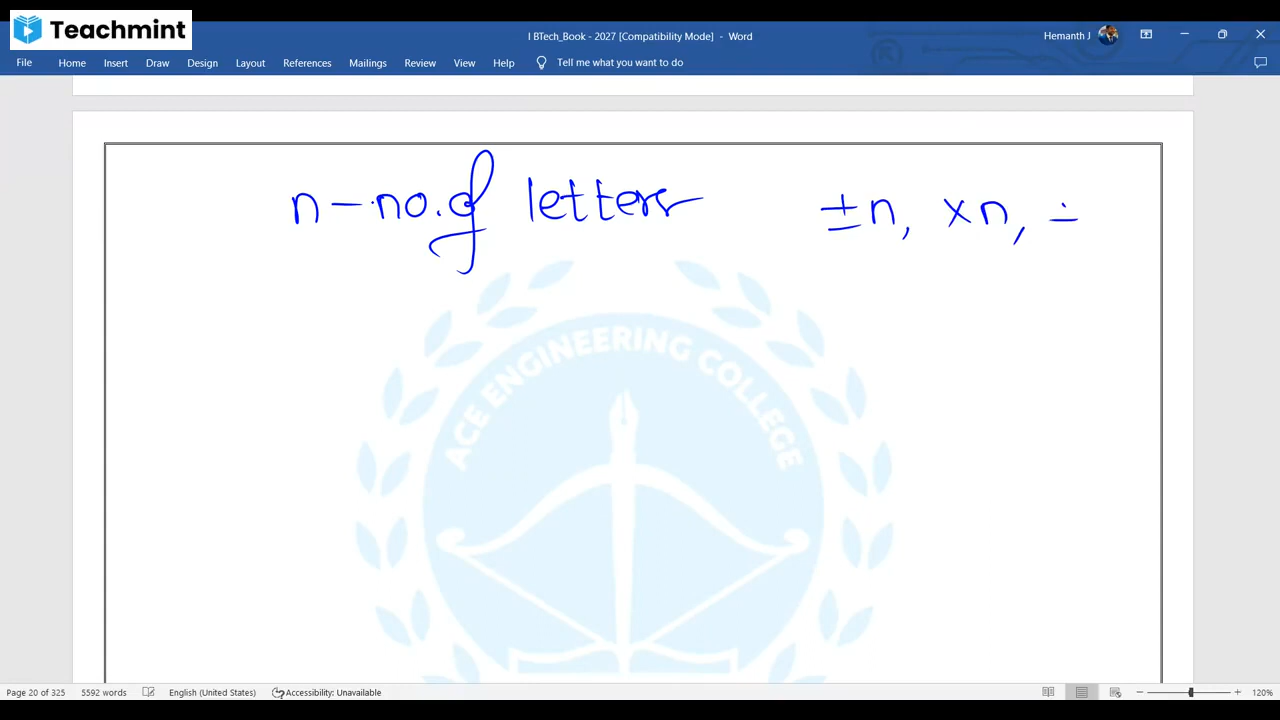 Teachmint
I BTech_Book - 2027 [Compatibility Mode] - Word
Hemanth J
File Home Insert Draw Design Layout References Mailings Review View Help Tell me what you want to do
n - no. of letters ± n, × n, ÷
ACE ENGINEERING COLLEGE
Page 20 of 325 5592 words English (United States) Accessibility: Unavailable 120%